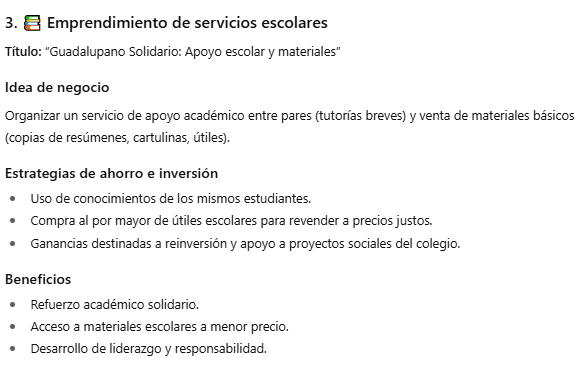 3. 📚 Emprendimiento de servicios escolares
Título: “Guadalupano Solidario: Apoyo escolar y materiales”
Idea de negocio
Organizar un servicio de apoyo académico entre pares (tutorías breves) y venta de materiales básicos
(copias de resúmenes, cartulinas, útiles).
Estrategias de ahorro e inversión
• Uso de conocimientos de los mismos estudiantes.
• Compra al por mayor de útiles escolares para revender a precios justos.
• Ganancias destinadas a reinversión y apoyo a proyectos sociales del colegio.
Beneficios
• Refuerzo académico solidario.
• Acceso a materiales escolares a menor precio.
• Desarrollo de liderazgo y responsabilidad.